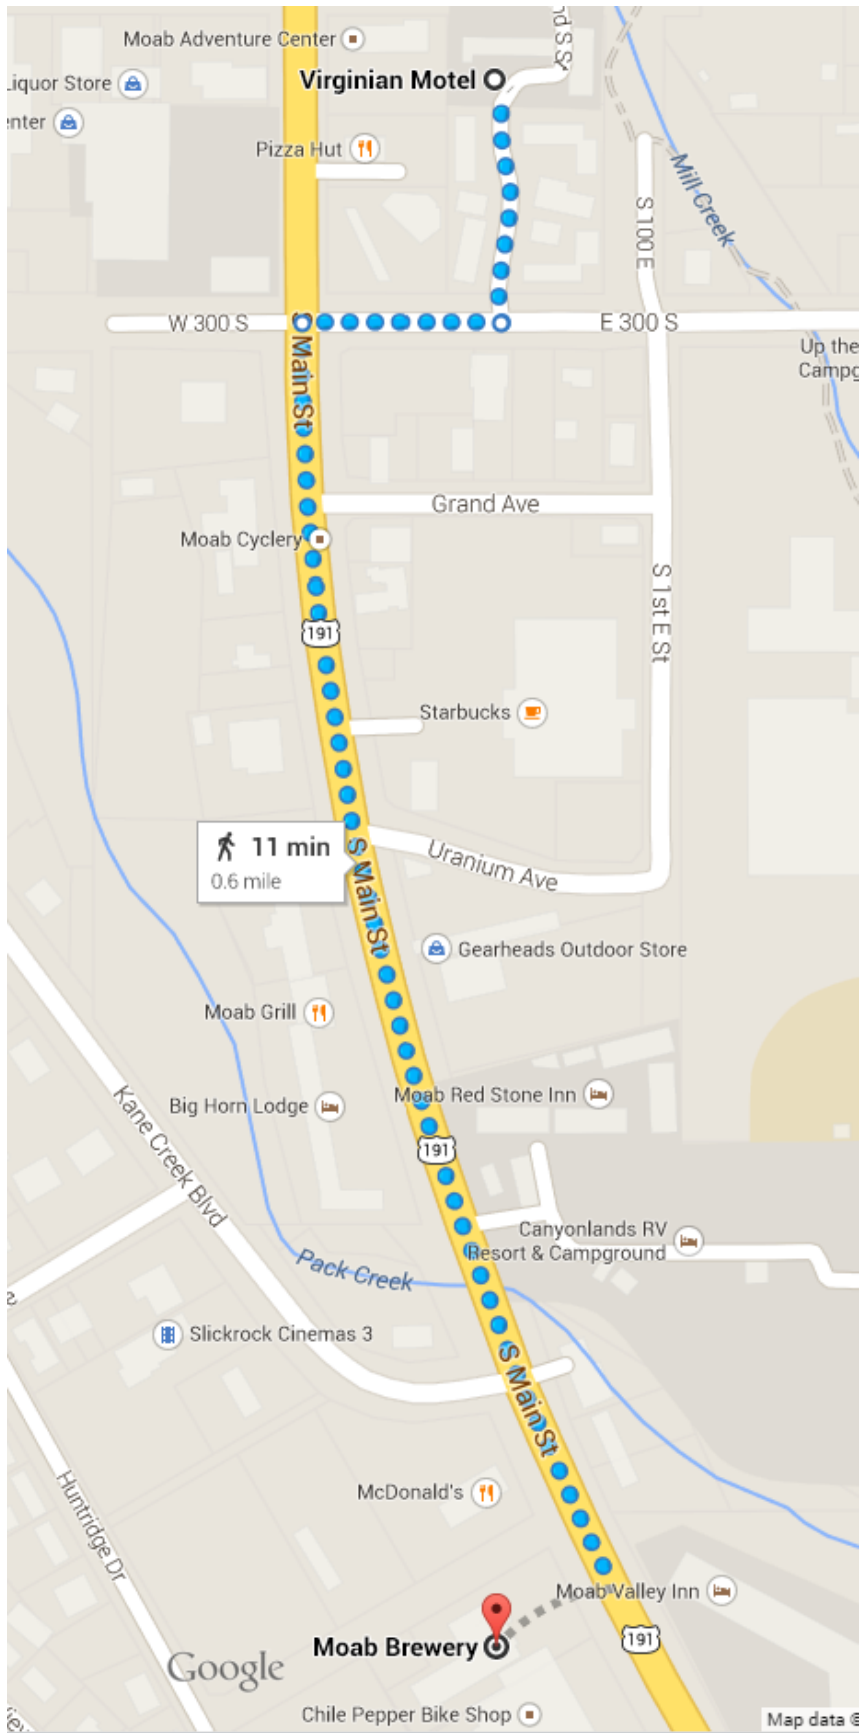 Moab Adventure Center
Virginian Motel
Liquor Store
Pizza Hut
Mill Creek
S 100 E
W 300 S
E 300 S
S Main St
Up the
Grand Ave
Moab Cyclery
S 1st E St
191
Starbucks
11 min
0.6 mile
Uranium Ave
S Main St
Gearheads Outdoor Store
Moab Grill
Moab Red Stone Inn
Big Horn Lodge
Kane Creek Blvd
191
Canyonlands RV
Resort & Campground
Pack Creek
Slickrock Cinemas 3
S Main St
McDonald's
Huntridge Dr
Moab Valley Inn
Moab Brewery
191
Google
Chile Pepper Bike Shop
Map data ©